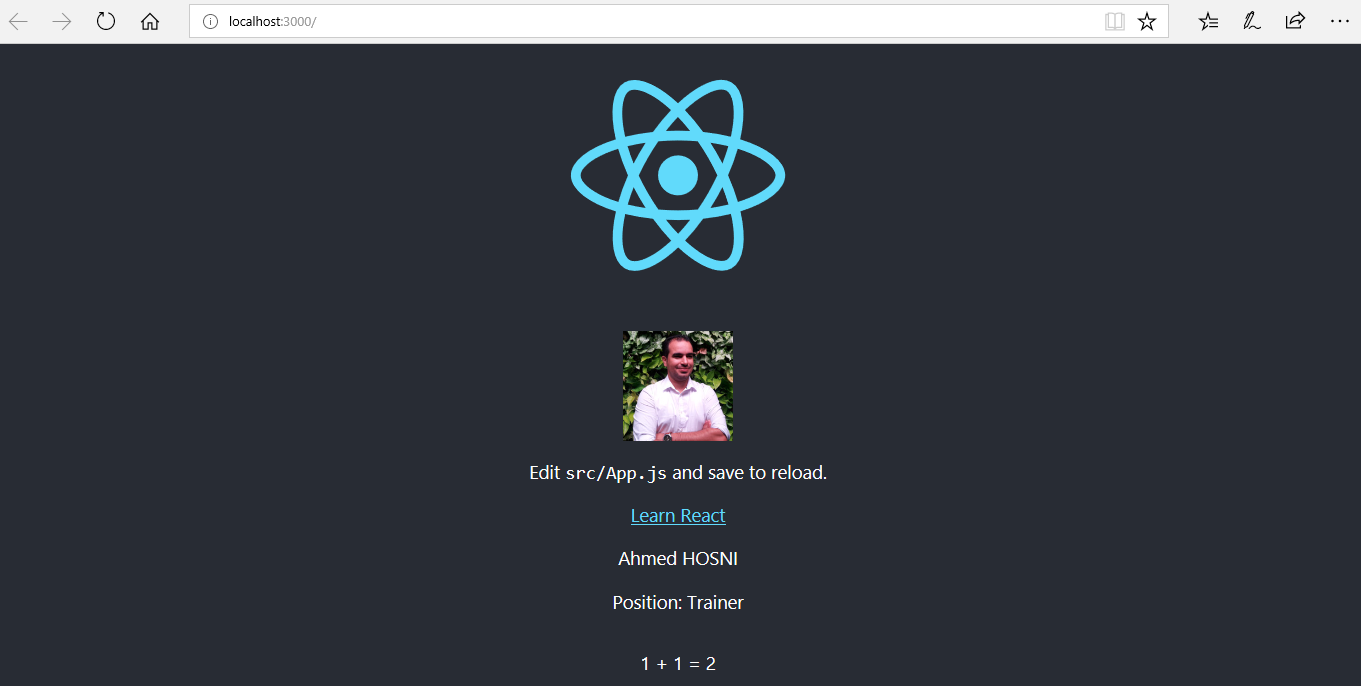 localhost:3000/
Edit src/App.js and save to reload.
Learn React
Ahmed HOSNI
Position: Trainer
1 + 1 = 2